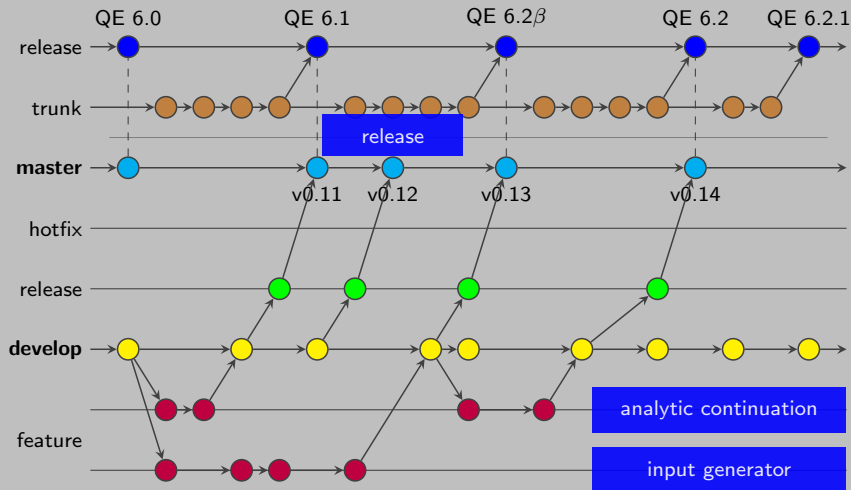 QE 6.0 QE 6.1 QE 6.2β QE 6.2 QE 6.2.1
release
trunk
release
master
v0.11 v0.12 v0.13 v0.14
hotfix
release
develop
analytic continuation
feature
input generator